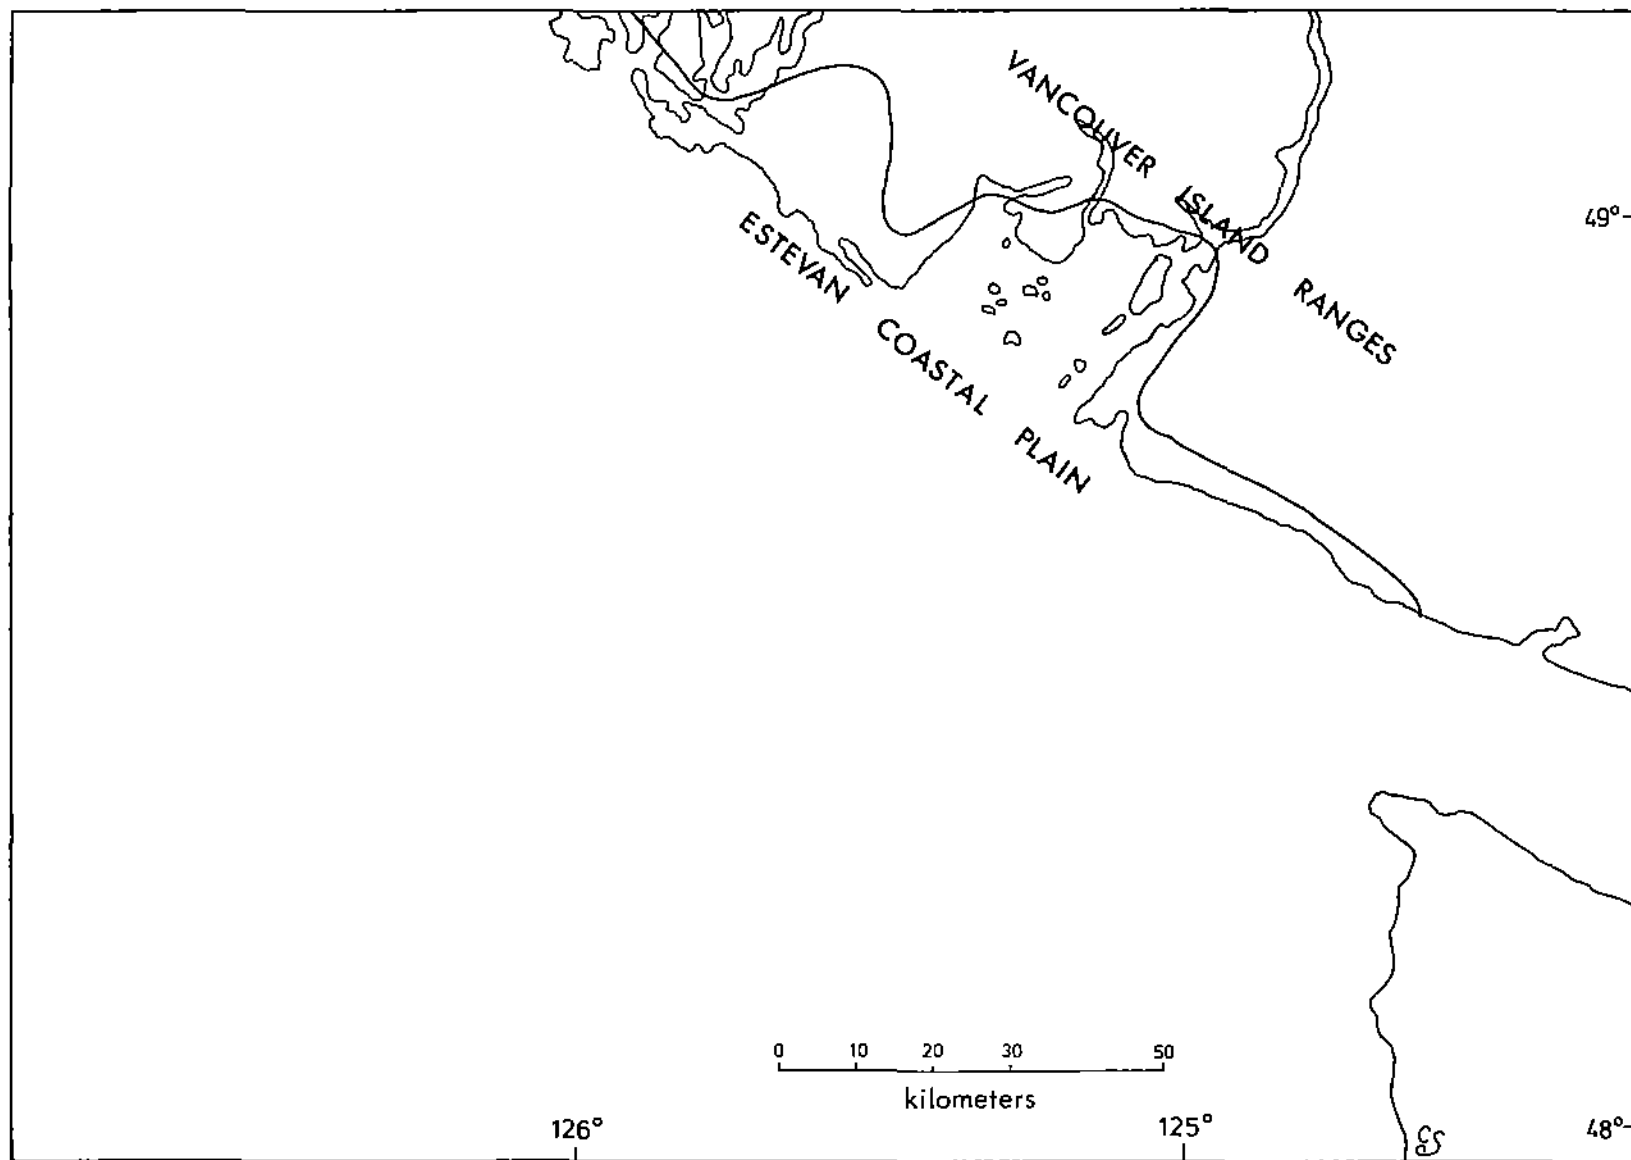 VANCOUVER ISLAND RANGES
49°
ESTEVAN COASTAL PLAIN
0 10 20 30 50
kilometers
126° 125° 48°